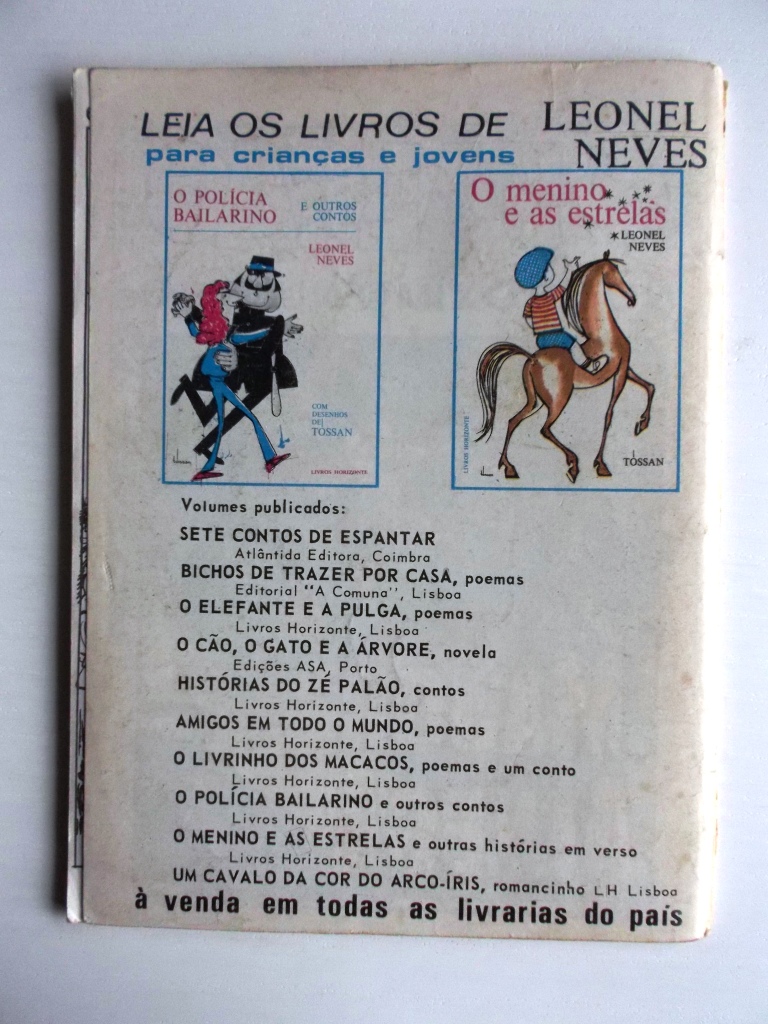 LEIA OS LIVROS DE LEONEL NEVES
para crianças e jovens
O POLÍCIA BAILARINO
E OUTROS CONTOS
LEONEL NEVES
COM
DESENHOS
DE
TOSSAN
LIVROS HORIZONTE
O menino
e as estrelas
LEONEL
NEVES
LIVROS HORIZONTE
TÓSSAN
Volumes publicados:
SETE CONTOS DE ESPANTAR
Atlântida Editora, Coimbra
BICHOS DE TRAZER POR CASA, poemas
Editorial "A Comuna", Lisboa
O ELEFANTE E A PULGA, poemas
Livros Horizonte, Lisboa
O CÃO, O GATO E A ÁRVORE, novela
Edições ASA, Porto
HISTÓRIAS DO ZÉ PALÃO, contos
Livros Horizonte, Lisboa
AMIGOS EM TODO O MUNDO, poemas
Livros Horizonte, Lisboa
O LIVRINHO DOS MACACOS, poemas e um conto
Livros Horizonte, Lisboa
O POLÍCIA BAILARINO e outros contos
Livros Horizonte, Lisboa
O MENINO E AS ESTRELAS e outras histórias em verso
Livros Horizonte, Lisboa
UM CAVALO DA COR DO ARCO-ÍRIS, romancinho LH Lisboa
à venda em todas as livrarias do país